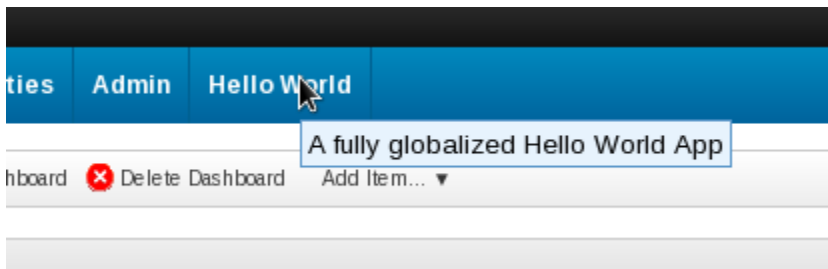 ties Admin Hello World
A fully globalized Hello World App
hboard Delete Dashboard Add Item... ▼